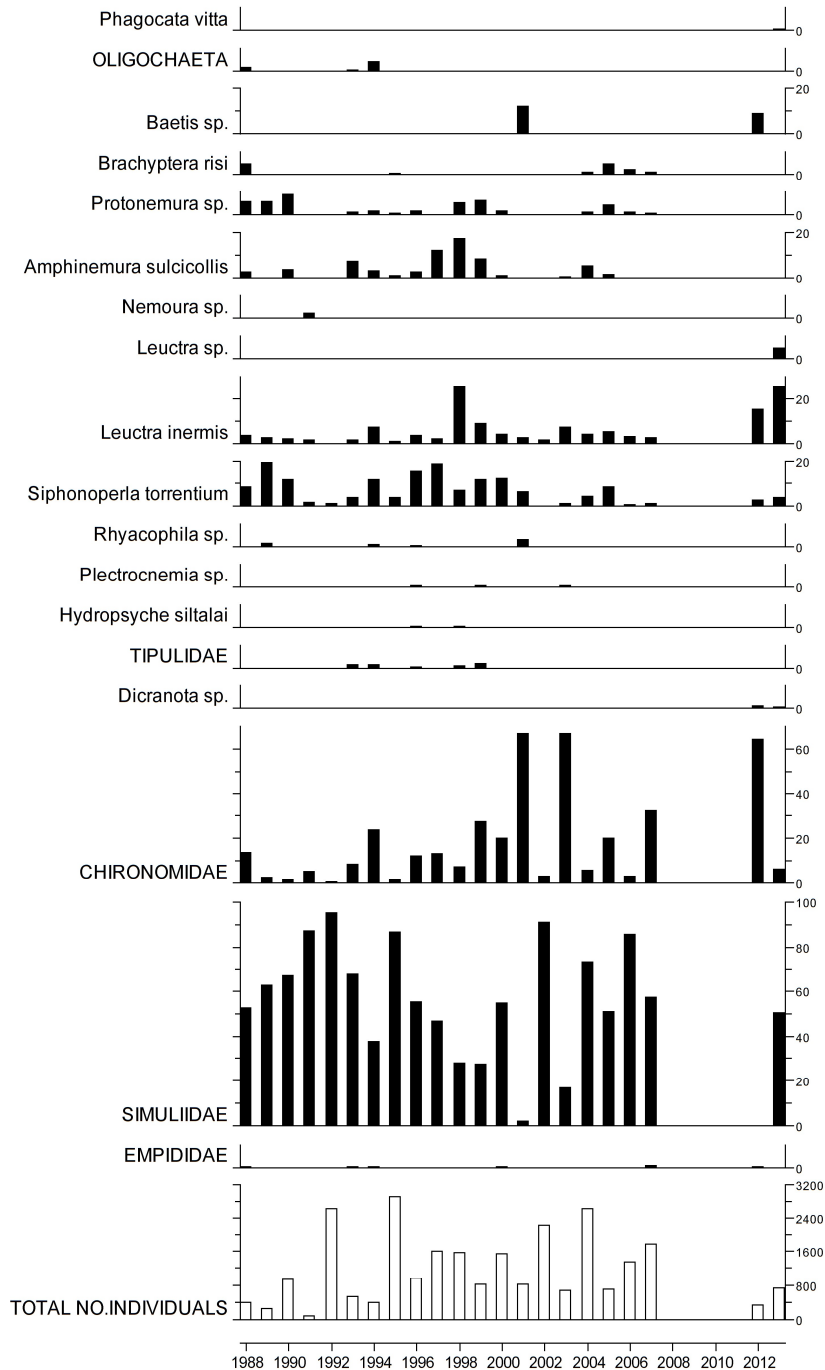 Phagocata vitta
0
OLIGOCHAETA
0
20
Baetis sp.
0
Brachyptera risi
0
Protonemura sp.
0
20
Amphinemura sulcicollis
0
Nemoura sp.
0
Leuctra sp.
0
20
Leuctra inermis
0
20
Siphonoperla torrentium
0
Rhyacophila sp.
0
Plectrocnemia sp.
0
Hydropsyche siltalai
0
TIPULIDAE
0
Dicranota sp.
0
60
40
20
CHIRONOMIDAE
0
100
80
60
40
20
SIMULIIDAE
0
EMPIDIDAE
0
3200
2400
1600
800
TOTAL NO.INDIVIDUALS
0
1988 1990 1992 1994 1996 1998 2000 2002 2004 2006 2008 2010 2012